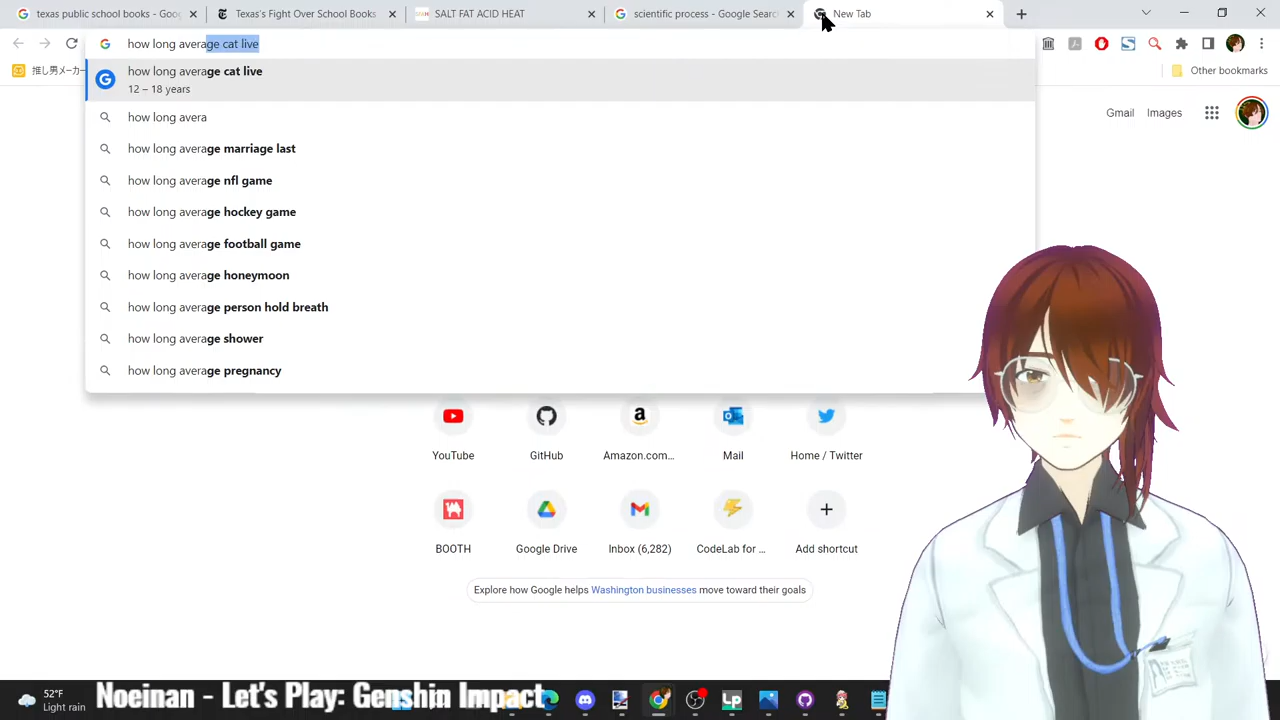 texas public school books - Goog
Texas's Fight Over School Books
SALT FAT ACID HEAT
scientific process - Google Search
New Tab
how long average cat live
推し男メーカー
Other bookmarks
how long average cat live
12 – 18 years
how long avera
how long average marriage last
how long average nfl game
how long average hockey game
how long average football game
how long average honeymoon
how long average person hold breath
how long average shower
how long average pregnancy
Gmail Images
YouTube GitHub Amazon.com... Mail Home / Twitter
BOOTH Google Drive Inbox (6,282) CodeLab for ... Add shortcut
Explore how Google helps Washington businesses move toward their goals
52°F
Light rain
Noeinan - Let's Play: Genshin Impact